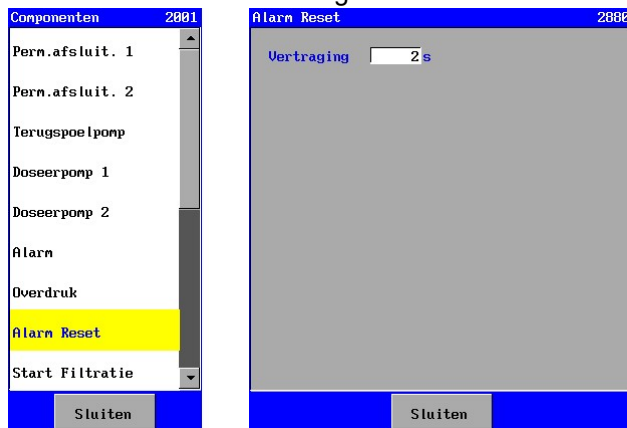 Componenten 2001
Perm.afsluit. 1
Perm.afsluit. 2
Terugspoelpomp
Doseerpomp 1
Doseerpomp 2
Alarm
Overdruk
Alarm Reset
Start Filtratie
Sluiten
Alarm Reset 2880
Vertraging 2 s
Sluiten